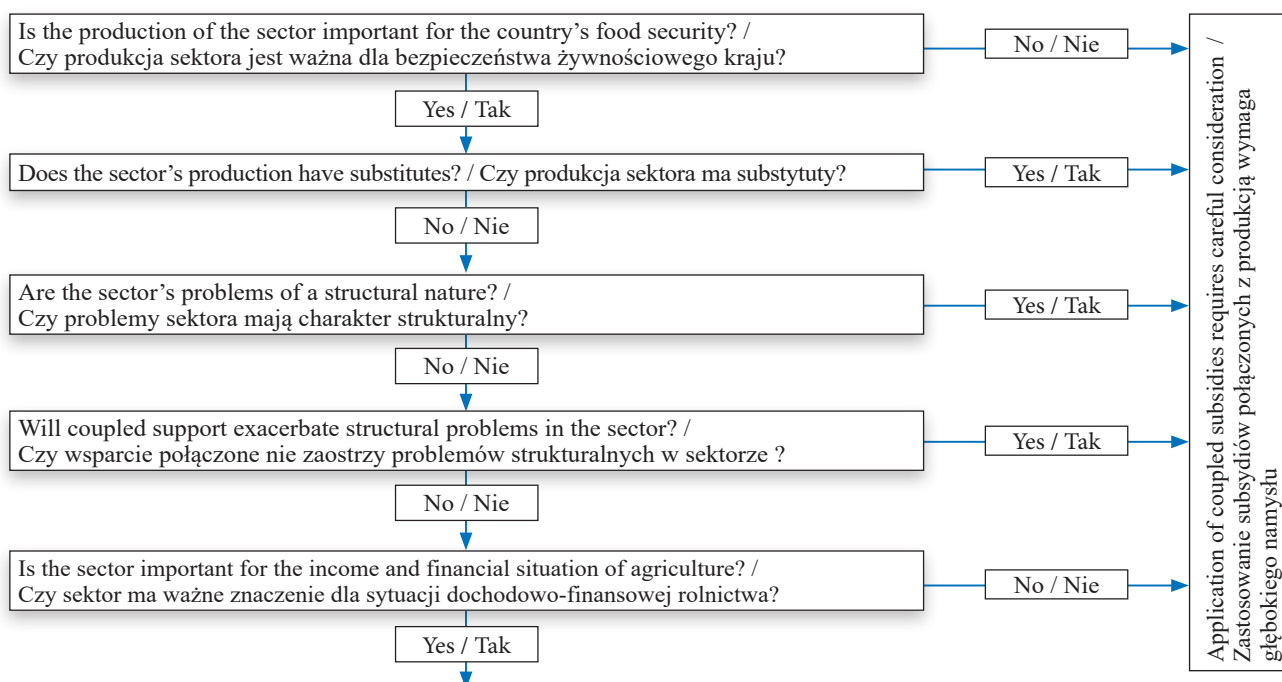 Is the production of the sector important for the country’s food security? /
Czy produkcja sektora jest ważna dla bezpieczeństwa żywnościowego kraju?
No / Nie
Yes / Tak
Does the sector’s production have substitutes? / Czy produkcja sektora ma substytuty?
Yes / Tak
No / Nie
Are the sector’s problems of a structural nature? /
Czy problemy sektora mają charakter strukturalny?
Yes / Tak
No / Nie
Will coupled support exacerbate structural problems in the sector? /
Czy wsparcie połączone nie zaostrzy problemów strukturalnych w sektorze ?
Yes / Tak
No / Nie
Is the sector important for the income and financial situation of agriculture? /
Czy sektor ma ważne znaczenie dla sytuacji dochodowo-finansowej rolnictwa?
No / Nie
Yes / Tak
Application of coupled subsidies requires careful consideration /
Zastosowanie subsydiów połączonych z produkcją wymaga
głębokiego namysłu